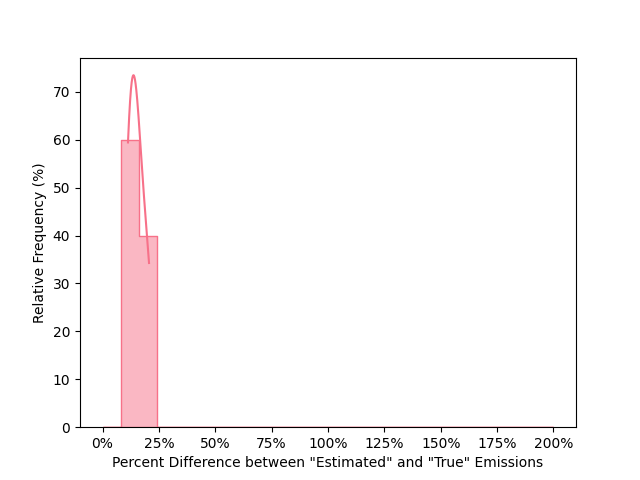 70
60
50
40
30
20
10
0
Relative Frequency (%)
0% 25% 50% 75% 100% 125% 150% 175% 200%
Percent Difference between "Estimated" and "True" Emissions